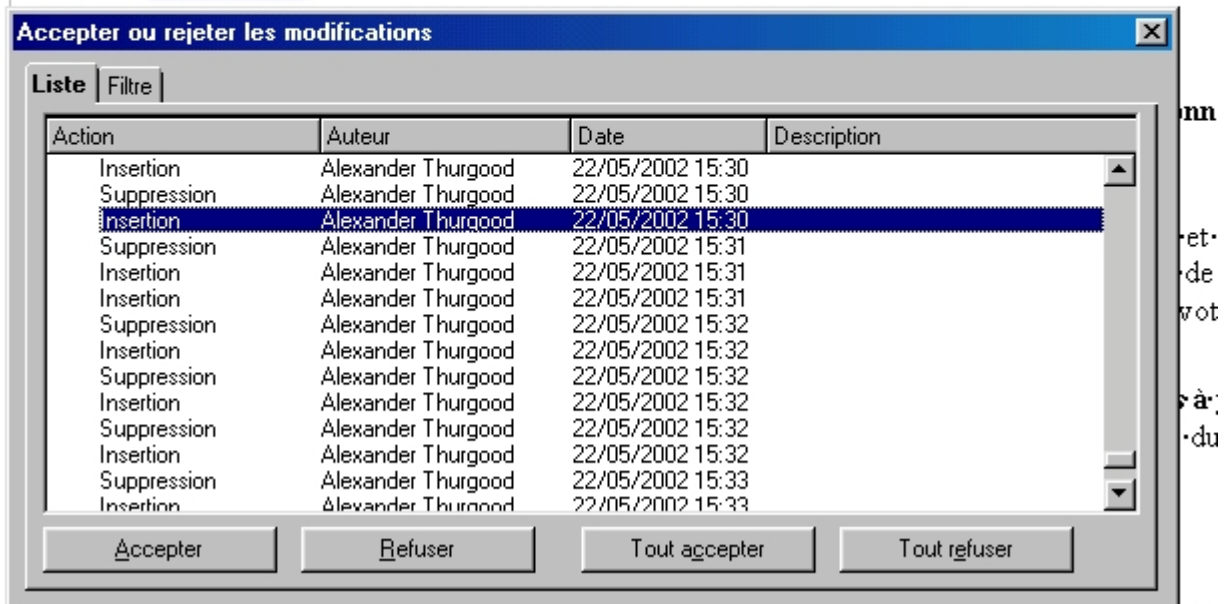 Accepter ou rejeter les modifications
Liste Filtre
Action Auteur Date Description
Insertion Alexander Thurgood 22/05/2002 15:30
Suppression Alexander Thurgood 22/05/2002 15:30
Insertion Alexander Thurgood 22/05/2002 15:30
Suppression Alexander Thurgood 22/05/2002 15:31
Insertion Alexander Thurgood 22/05/2002 15:31
Insertion Alexander Thurgood 22/05/2002 15:31
Suppression Alexander Thurgood 22/05/2002 15:32
Insertion Alexander Thurgood 22/05/2002 15:32
Suppression Alexander Thurgood 22/05/2002 15:32
Insertion Alexander Thurgood 22/05/2002 15:32
Suppression Alexander Thurgood 22/05/2002 15:32
Insertion Alexander Thurgood 22/05/2002 15:32
Suppression Alexander Thurgood 22/05/2002 15:33
Insertion Alexander Thurgood 22/05/2002 15:33
Accepter Refuser Tout accepter Tout refuser
et
de
à
du